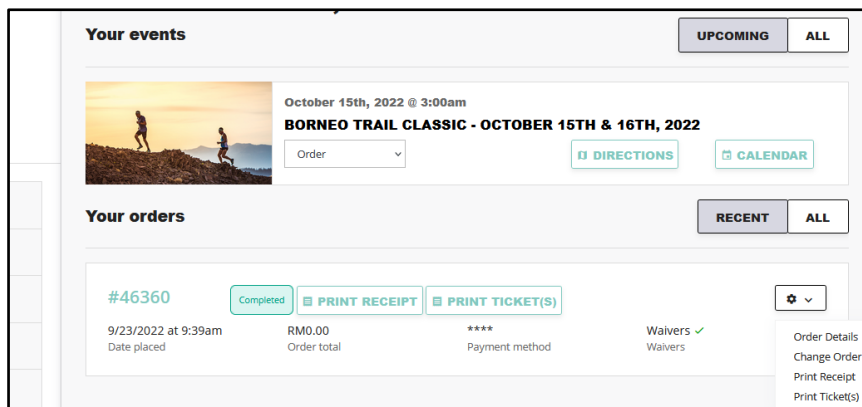 Your events
UPCOMING
ALL
October 15th, 2022 @ 3:00am
BORNEO TRAIL CLASSIC - OCTOBER 15TH & 16TH, 2022
Order
DIRECTIONS
CALENDAR
Your orders
RECENT
ALL
#46360
Completed
PRINT RECEIPT
PRINT TICKET(S)
9/23/2022 at 9:39am
RM0.00
****
Waivers ✓
Date placed
Order total
Payment method
Waivers
Order Details
Change Order
Print Receipt
Print Ticket(s)